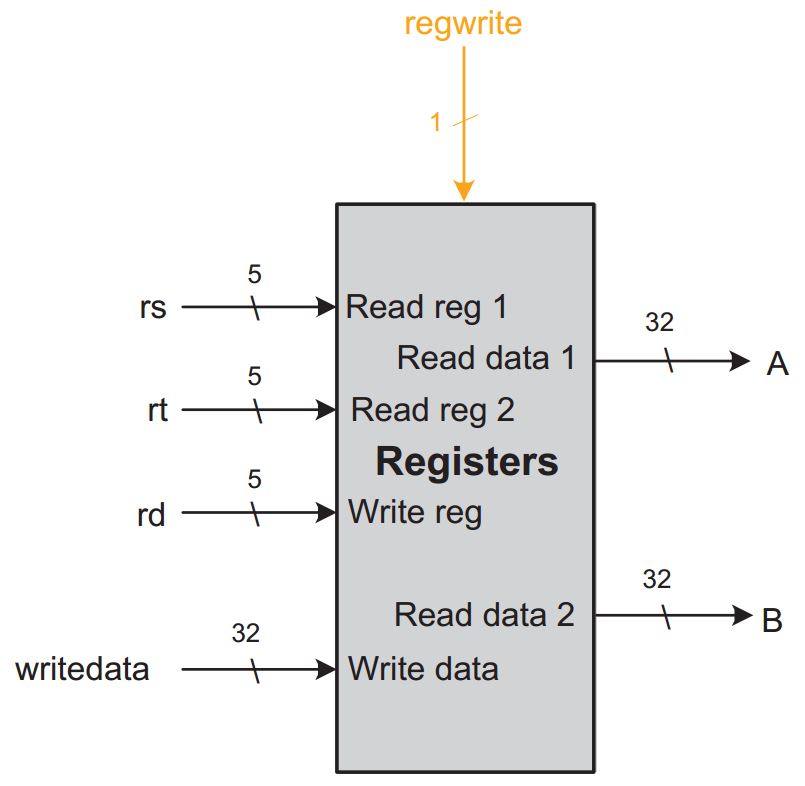 regwrite
1
5
rs
Read reg 1
32
Read data 1
A
5
rt
Read reg 2
Registers
5
rd
Write reg
32
Read data 2
B
32
writedata
Write data